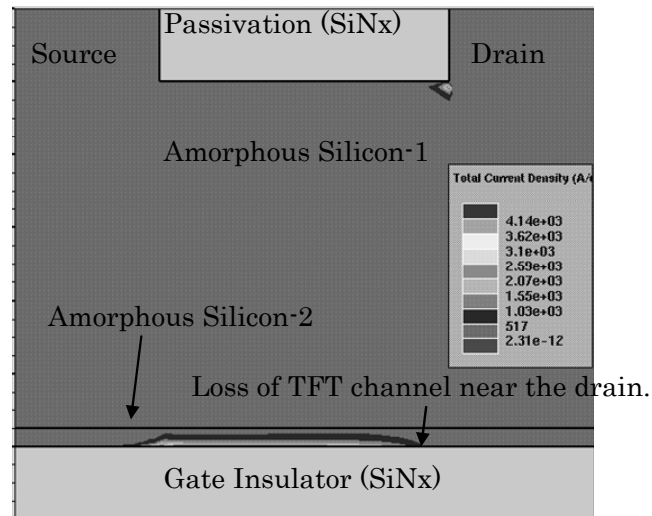 Passivation (SiNx)
Source
Drain
Amorphous Silicon-1
Total Current Density (A/
4.14e+03
3.62e+03
3.1e+03
2.59e+03
2.07e+03
1.55e+03
1.03e+03
517
2.31e-12
Amorphous Silicon-2
Loss of TFT channel near the drain.
Gate Insulator (SiNx)